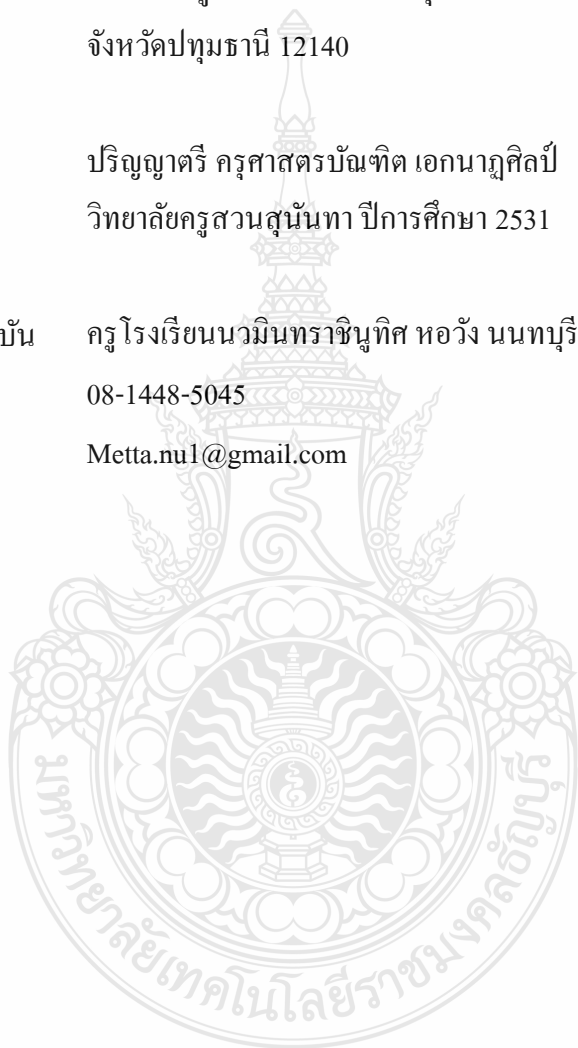 จังหวัดปทุมธานี 12140
ปริญญาตรี ครุศาสตรบัณฑิต เอกนาฏศิลป์
วิทยาลัยครูสวนสุนันทา ปีการศึกษา 2531
บัน ครูโรงเรียนนวมินทราชินูทิศ หอวัง นนทบุรี
08-1448-5045
Metta.nu1@gmail.com
มหาวิทยาลัยเทคโนโลยีราชมงคลธัญบุรี